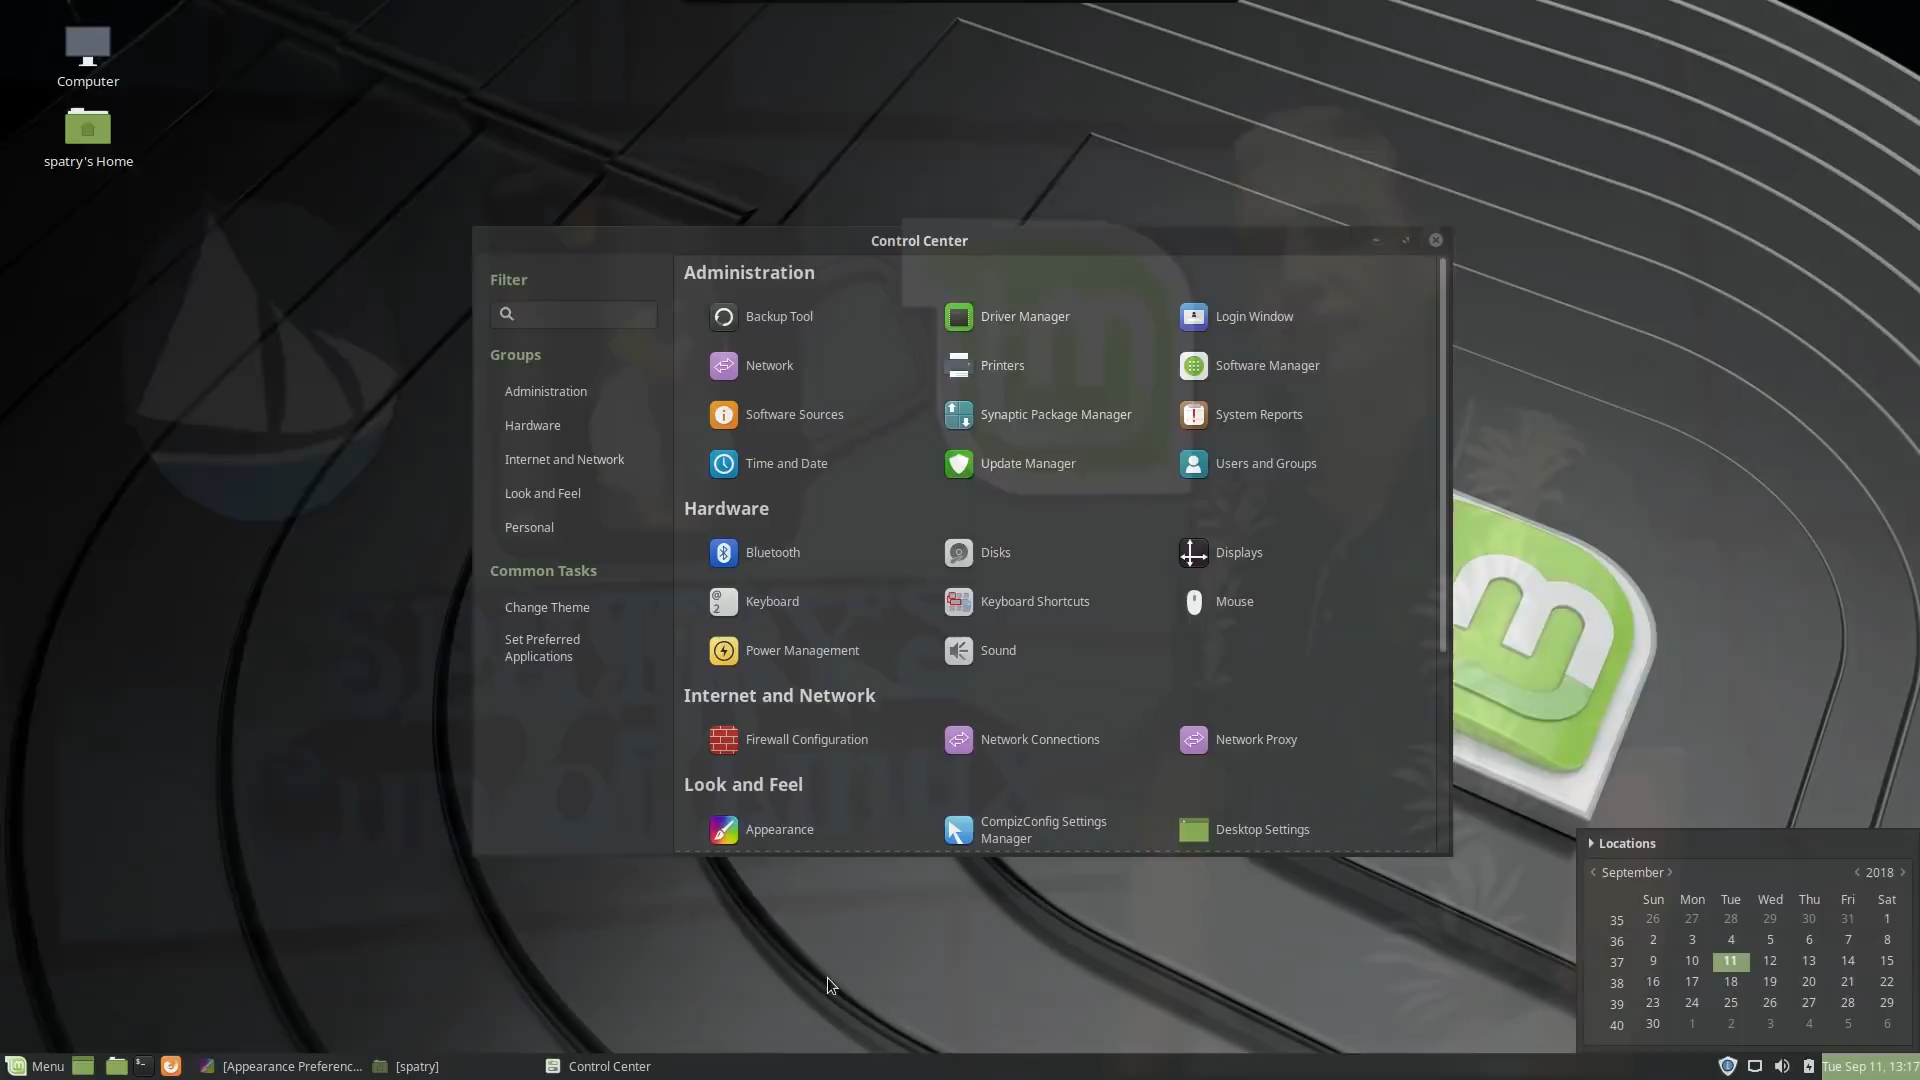 Computer
spatry's Home
Control Center
Filter
Groups
Administration
Hardware
Internet and Network
Look and Feel
Personal
Common Tasks
Change Theme
Set Preferred
Applications
Administration
Backup Tool
Driver Manager
Login Window
Network
Printers
Software Manager
Software Sources
Synaptic Package Manager
System Reports
Time and Date
Update Manager
Users and Groups
Hardware
Bluetooth
Disks
Displays
Keyboard
Keyboard Shortcuts
Mouse
Power Management
Sound
Internet and Network
Firewall Configuration
Network Connections
Network Proxy
Look and Feel
Appearance
CompizConfig Settings
Manager
Desktop Settings
Locations
September 2018
Sun Mon Tue Wed Thu Fri Sat
35 26 27 28 29 30 31 1
36 2 3 4 5 6 7 8
37 9 10 11 12 13 14 15
38 16 17 18 19 20 21 22
39 23 24 25 26 27 28 29
40 30 1 2 3 4 5 6
Menu [Appearance Preferenc... [spatry] Control Center Tue Sep 11, 13:17